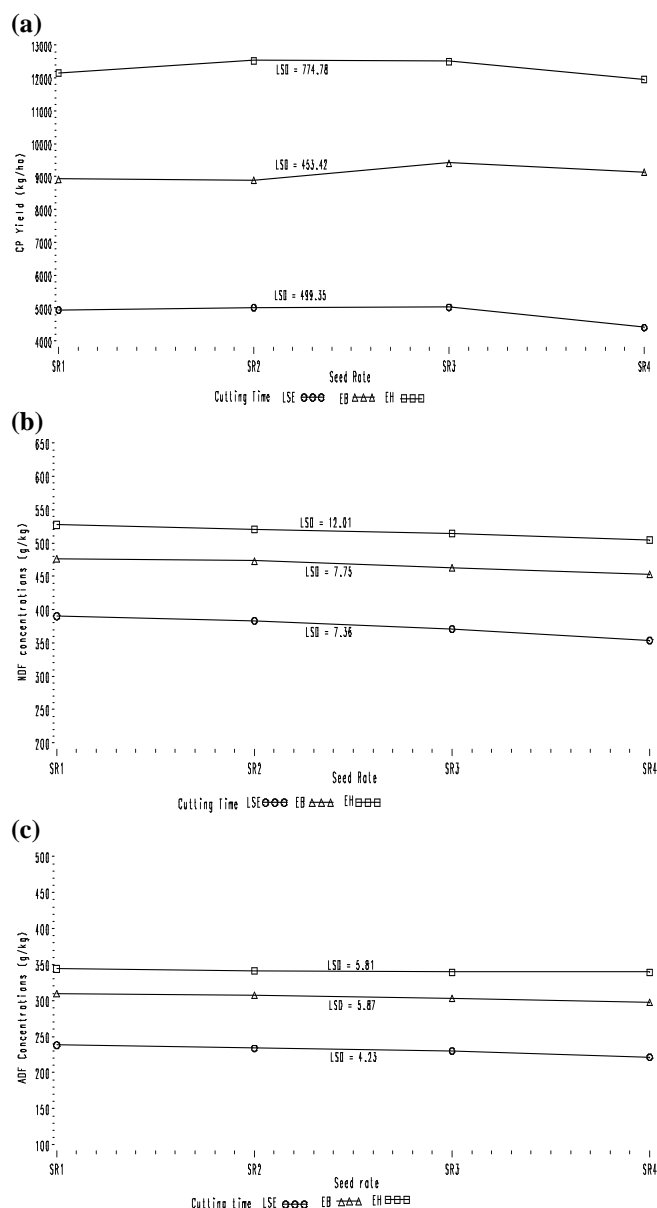 (a)
13000
12000
11000
10000
9000
8000
7000
6000
5000
4000
CP Yield (kg/ha)
LSD = 774.78
LSD = 453.42
LSD = 499.35
SR1 SR2 SR3 SR4
Seed Rate
Cutting Time LSE EB EH
(b)
650
600
550
500
450
400
350
300
250
200
NDF concentrations (g/kg)
LSD = 12.01
LSD = 7.75
LSD = 7.36
SR1 SR2 SR3 SR4
Seed Rate
Cutting Time LSE EB EH
(c)
500
450
400
350
300
250
200
150
100
ADF Concentrations (g/kg)
LSD = 5.81
LSD = 5.87
LSD = 4.23
SR1 SR2 SR3 SR4
Seed rate
Cutting time LSE EB EH